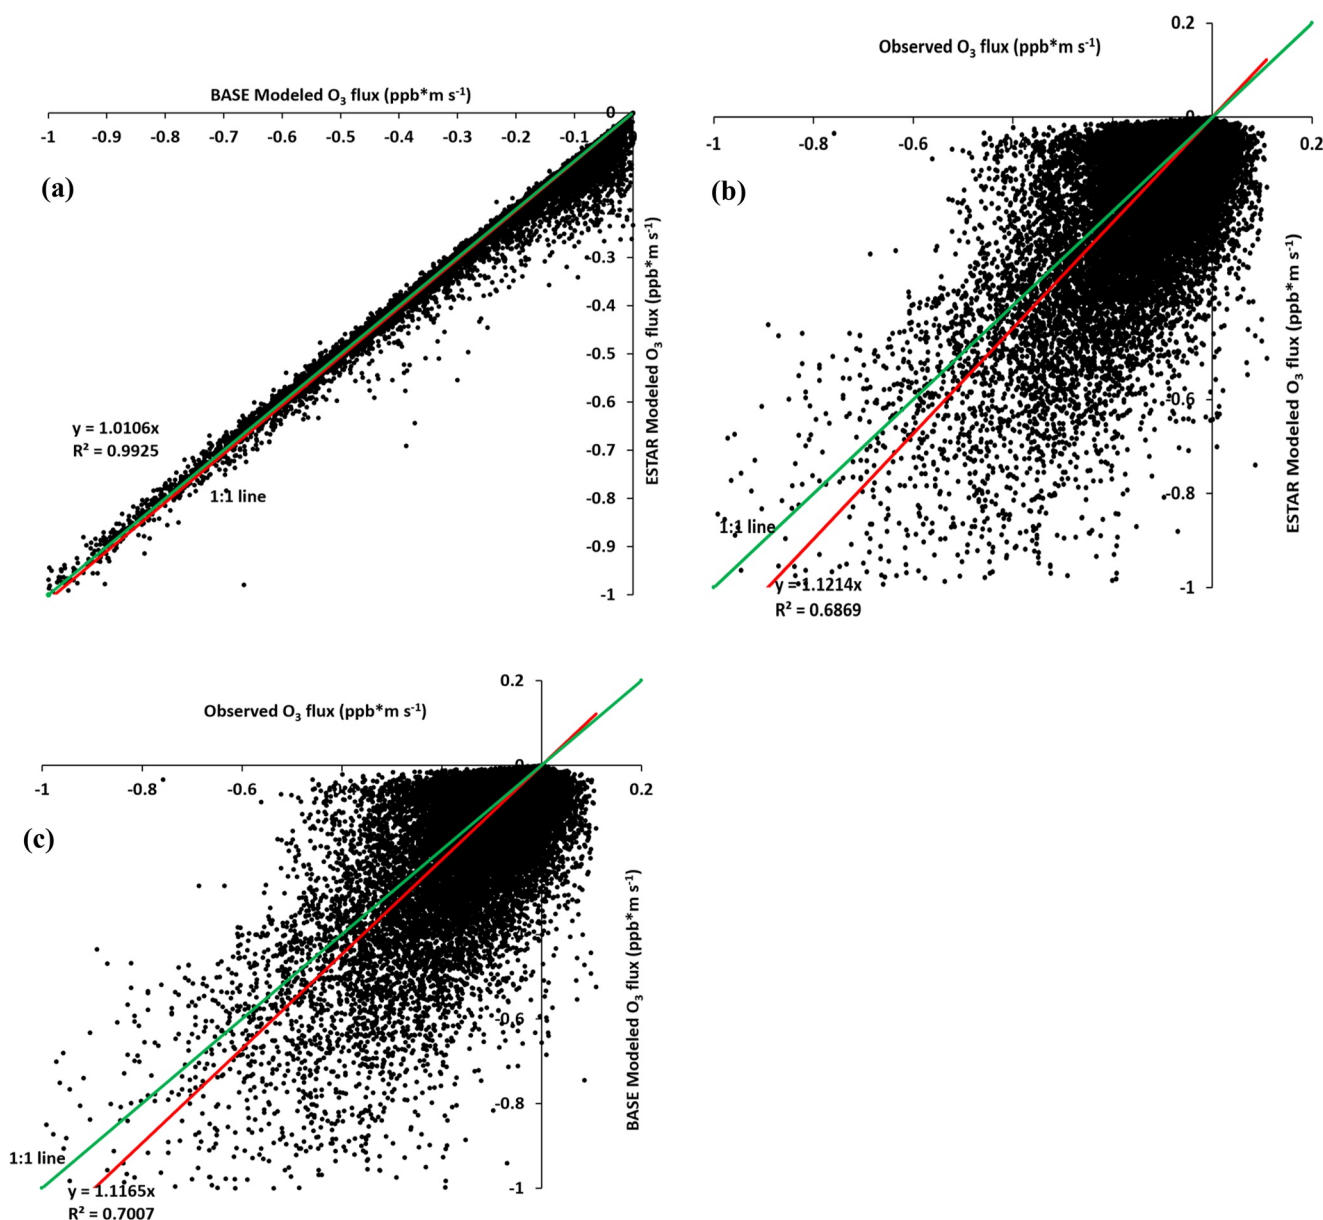 BASE Modeled O₃ flux (ppb*m s⁻¹)
0
-1 -0.9 -0.8 -0.7 -0.6 -0.5 -0.4 -0.3 -0.2 -0.1
(a)
-0.3
-0.4
-0.5
-0.6
-0.7
-0.8
-0.9
-1
ESTAR Modeled O₃ flux (ppb*m s⁻¹)
y = 1.0106x
R² = 0.9925
1:1 line
0.2
Observed O₃ flux (ppb*m s⁻¹)
0
-1 -0.8 -0.6 0.2
(b)
-0.6
-0.8
-1
ESTAR Modeled O₃ flux (ppb*m s⁻¹)
1:1 line
y = 1.1214x
R² = 0.6869
0.2
Observed O₃ flux (ppb*m s⁻¹)
0
-1 -0.8 -0.6 0.2
(c)
-0.6
-0.8
-1
BASE Modeled O₃ flux (ppb*m s⁻¹)
1:1 line
y = 1.1165x
R² = 0.7007